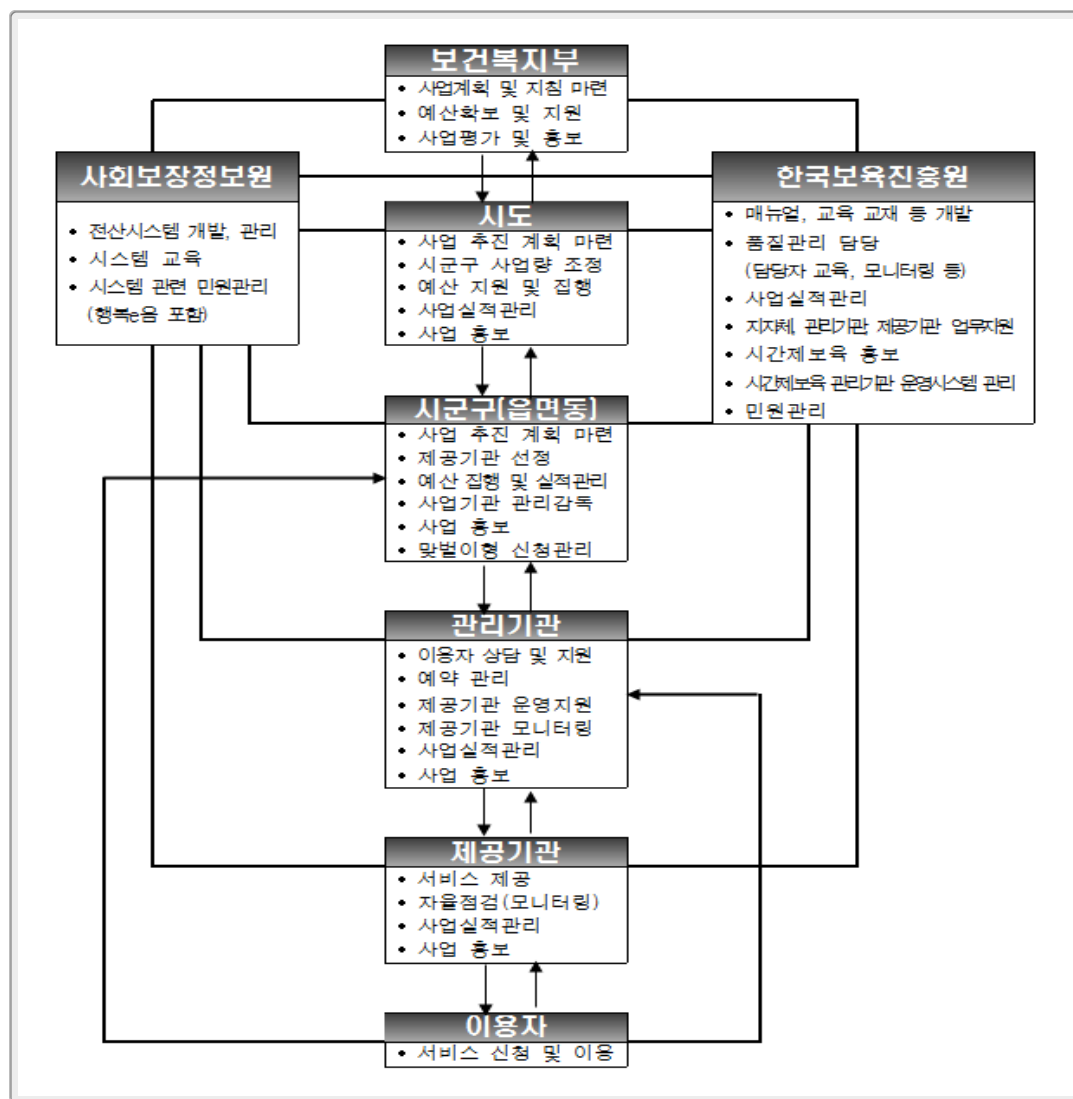 보건복지부
• 사업계획 및 지침 마련
• 예산확보 및 지원
• 사업평가 및 홍보
사회보장정보원
• 전산시스템 개발, 관리
• 시스템 교육
• 시스템 관련 민원관리
(행복e음 포함)
한국보육진흥원
• 매뉴얼, 교육 교재 등 개발
• 품질관리 담당
(담당자 교육, 모니터링 등)
• 사업실적관리
• 지자체, 관리기관 제공기관 업무지원
• 시간제보육 홍보
• 시간제보육 관리기관 운영시스템 관리
• 민원관리
시도
• 사업 추진 계획 마련
• 시군구 사업량 조정
• 예산 지원 및 집행
• 사업실적관리
• 사업 홍보
시군구(읍면동)
• 사업 추진 계획 마련
• 제공기관 선정
• 예산 집행 및 실적관리
• 사업기관 관리감독
• 사업 홍보
• 맞벌이형 신청관리
관리기관
• 이용자 상담 및 지원
• 예약 관리
• 제공기관 운영지원
• 제공기관 모니터링
• 사업실적관리
• 사업 홍보
제공기관
• 서비스 제공
• 자율점검(모니터링)
• 사업실적관리
• 사업 홍보
이용자
• 서비스 신청 및 이용